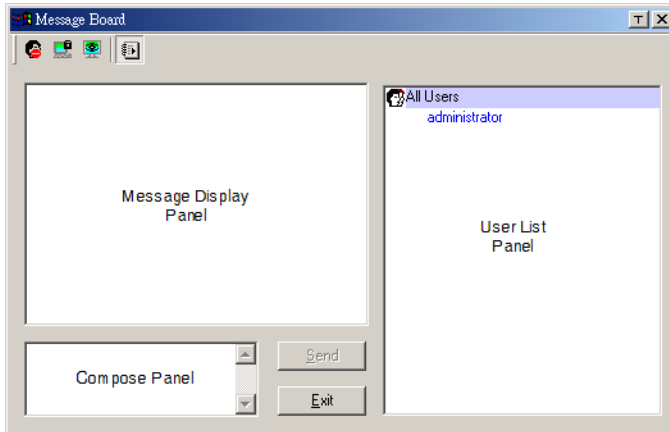 Message Board
T X
Message Display
Panel
All Users
administrator
User List
Panel
Compose Panel
Send
Exit